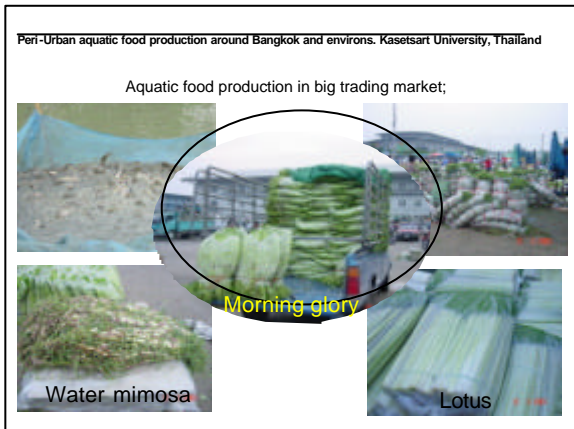 Peri-Urban aquatic food production around Bangkok and environs. Kasetsart University, Thailand
Aquatic food production in big trading market;
Morning glory
Water mimosa
Lotus